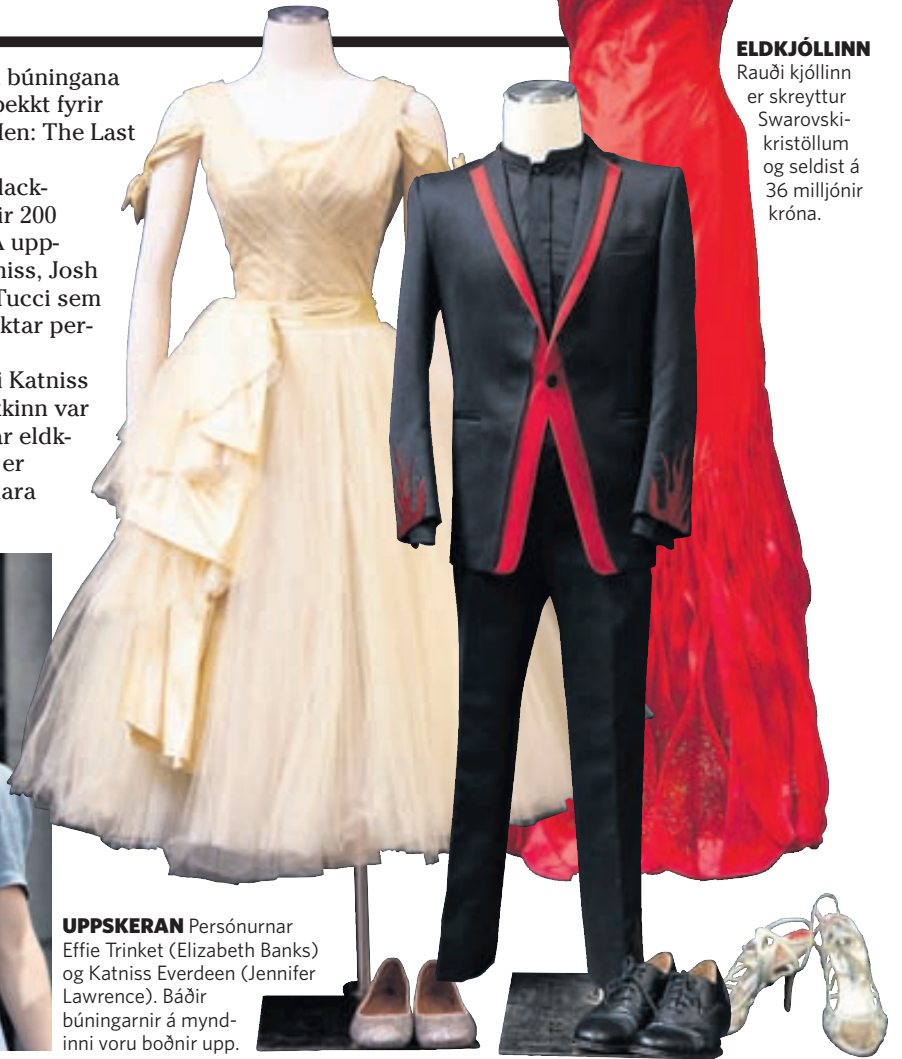 búningana
þekkt fyrir
Men: The Last
lack-
ir 200
Á upp-
niss, Josh
Tucci sem
ktar per-
i Katniss
kkinn var
ar eldk-
er
ara
ELDKJÓLLINN
Rauði kjóllinn
er skreyttur
Swarovski-
kristöllum
og seldist á
36 milljónir
króna.
UPPSKERAN Persónurnar
Effie Trinket (Elizabeth Banks)
og Katniss Everdeen (Jennifer
Lawrence). Báðir
búningarnir á mynd-
inni voru boðnir upp.